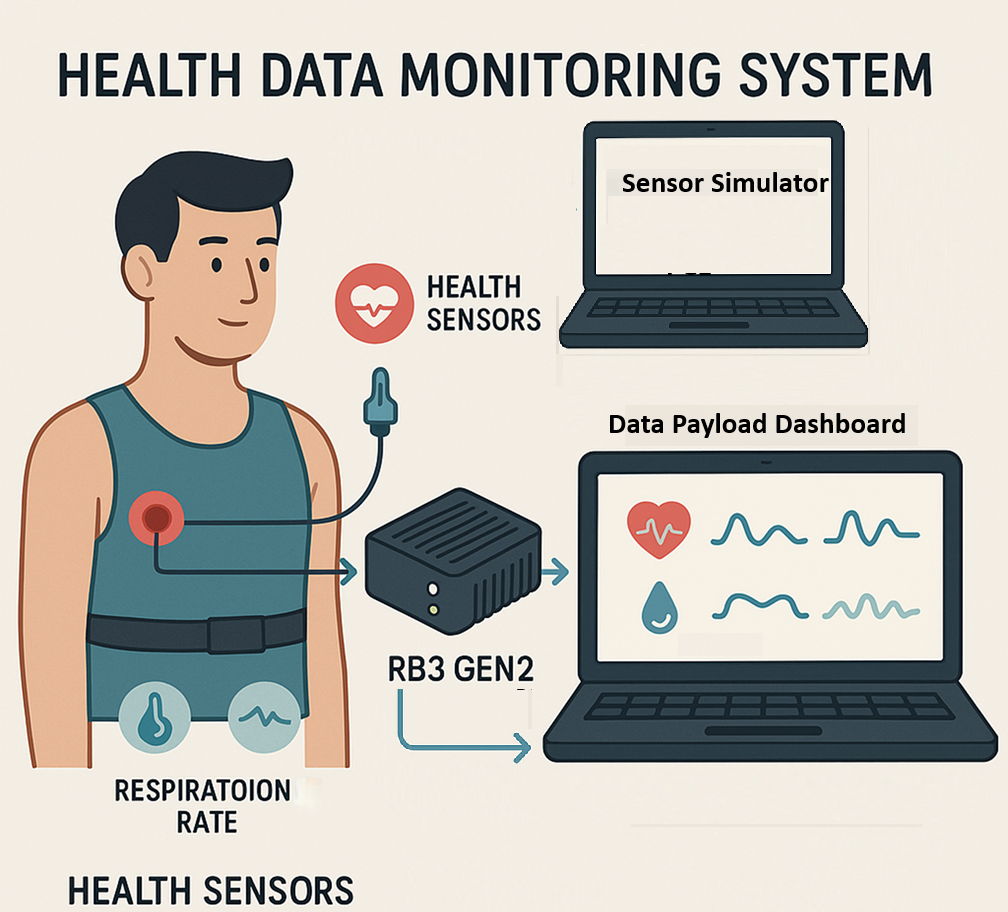 HEALTH DATA MONITORING SYSTEM
Sensor Simulator
HEALTH
SENSORS
Data Payload Dashboard
RB3 GEN2
RESPIRATOION
RATE
HEALTH SENSORS